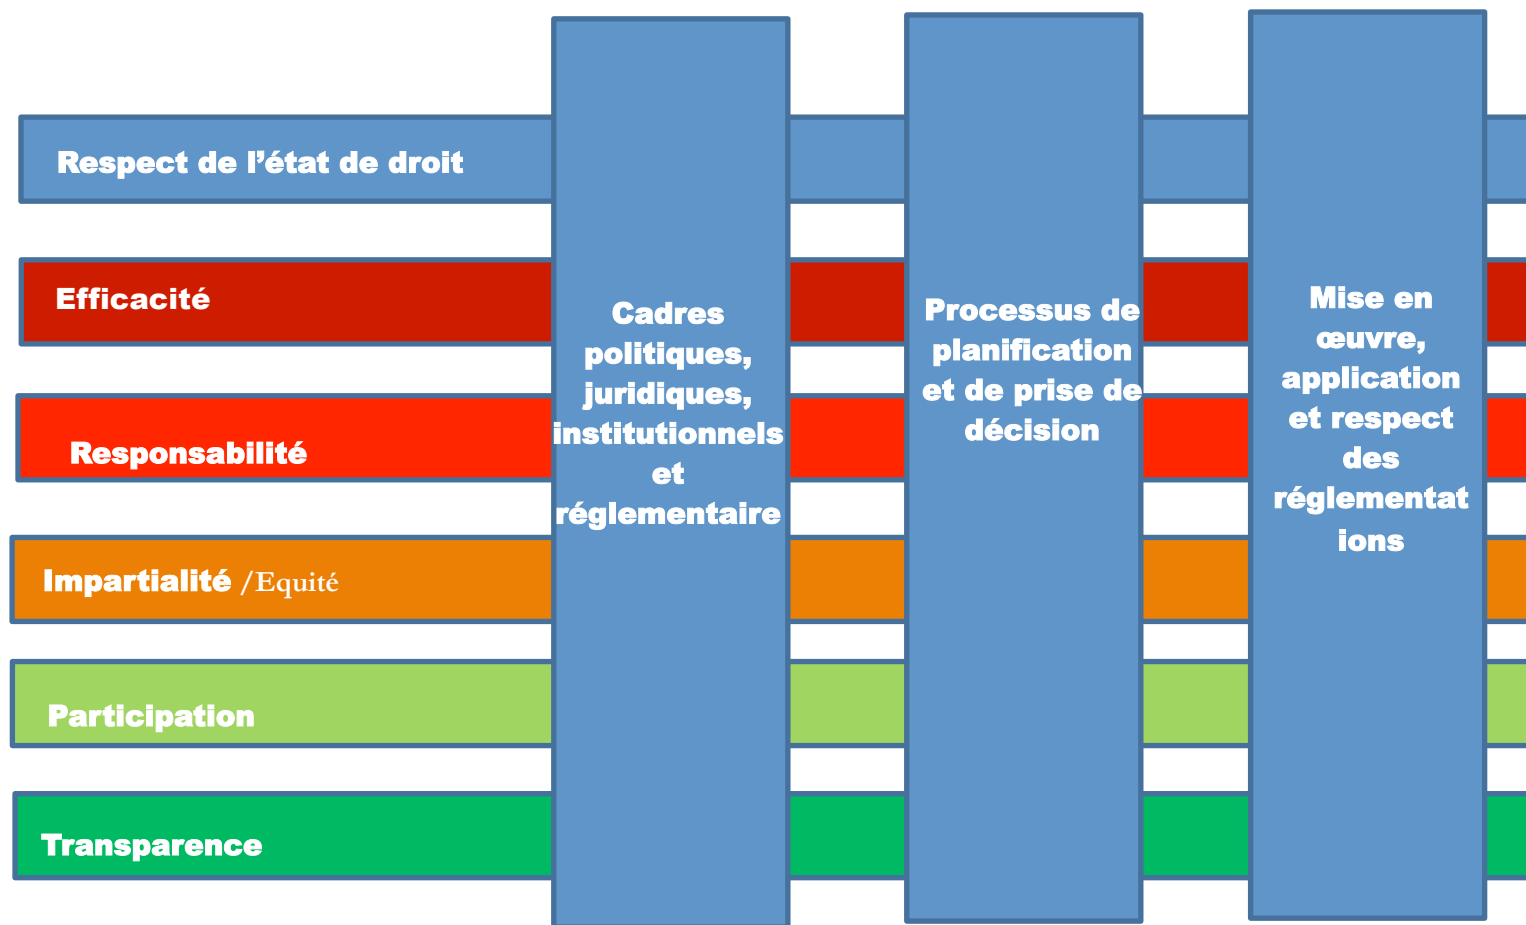 Respect de l’état de droit
Efficacité
Responsabilité
Impartialité /Equité
Participation
Transparence
Cadres
politiques,
juridiques,
institutionnels
et
réglementaire
Processus de
planification
et de prise de
décision
Mise en
œuvre,
application
et respect
des
réglementat
ions